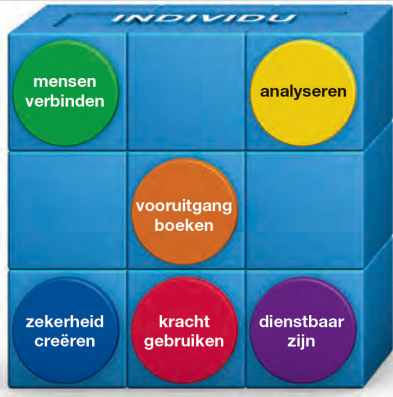 INDIVIDU
mensen
verbinden
analyseren
vooruitgang
boeken
zekerheid
creëren
kracht
gebruiken
dienstbaar
zijn